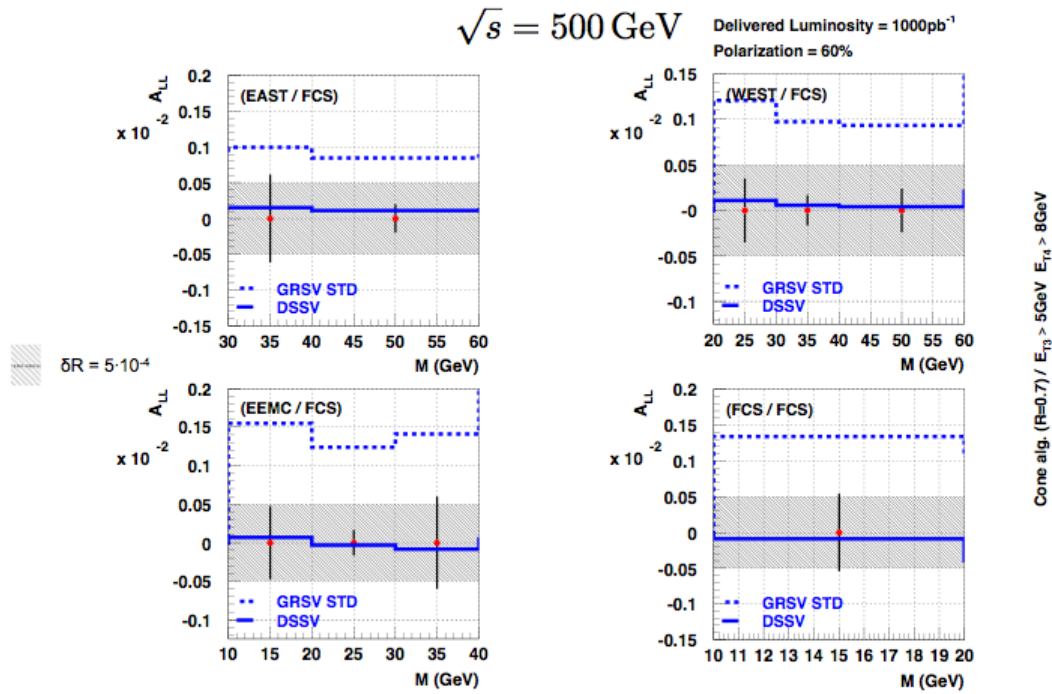 √s = 500 GeV
Delivered Luminosity = 1000pb⁻¹
Polarization = 60%
A_LL
x 10⁻²
(EAST / FCS)
0.2
0.15
0.1
0.05
0
-0.05
-0.1
-0.15
GRSV STD
DSSV
30 35 40 45 50 55 60
M (GeV)
A_LL
x 10⁻²
(WEST / FCS)
0.15
0.1
0.05
-0
-0.05
-0.1
GRSV STD
DSSV
20 25 30 35 40 45 50 55 60
M (GeV)
δR = 5·10⁻⁴
A_LL
x 10⁻²
(EEMC / FCS)
0.2
0.15
0.1
0.05
0
-0.05
-0.1
GRSV STD
DSSV
10 15 20 25 30 35 40
M (GeV)
A_LL
x 10⁻²
(FCS / FCS)
0.2
0.15
0.1
0.05
0
-0.05
-0.1
-0.15
GRSV STD
DSSV
10 11 12 13 14 15 16 17 18 19 20
M (GeV)
Cone alg. (R=0.7) / E_T3 > 5GeV E_T4 > 8GeV